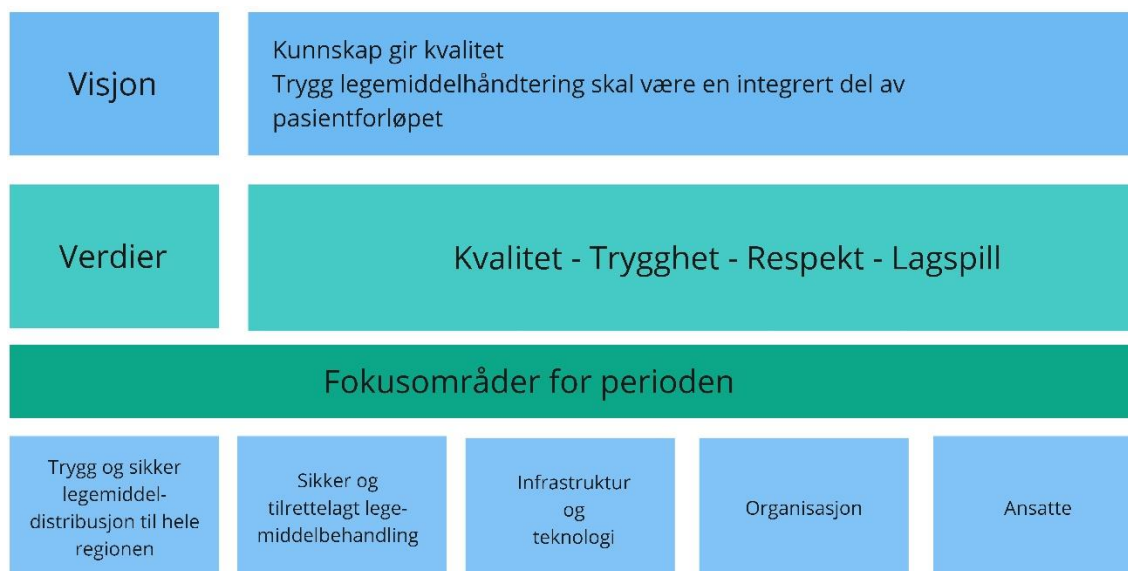 Visjon
Kunnskap gir kvalitet
Trygg legemiddelhåndtering skal være en integrert del av
pasientforløpet
Verdier
Kvalitet - Trygghet - Respekt - Lagspill
Fokusområder for perioden
Trygg og sikker
legemiddel-
distribusjon til hele
regionen
Sikker og
tilrettelagt lege-
middelbehandling
Infrastruktur
og
teknologi
Organisasjon
Ansatte